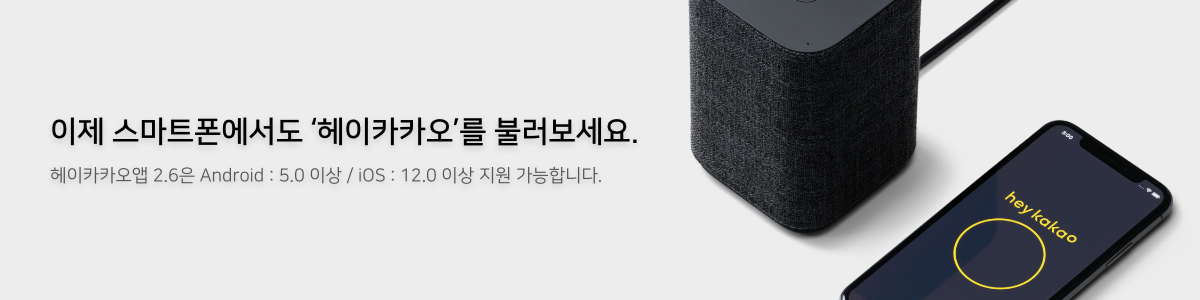 이제 스마트폰에서도 ‘헤이카카오’를 불러보세요.
헤이카카오앱 2.6은 Android : 5.0 이상 / iOS : 12.0 이상 지원 가능합니다.
hey kakao